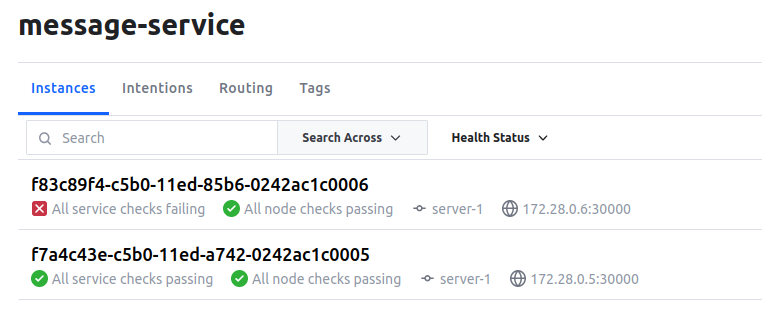 message-service
Instances Intentions Routing Tags
Search Search Across Health Status
f83c89f4-c5b0-11ed-85b6-0242ac1c0006
All service checks failing All node checks passing server-1 172.28.0.6:30000
f7a4c43e-c5b0-11ed-a742-0242ac1c0005
All service checks passing All node checks passing server-1 172.28.0.5:30000